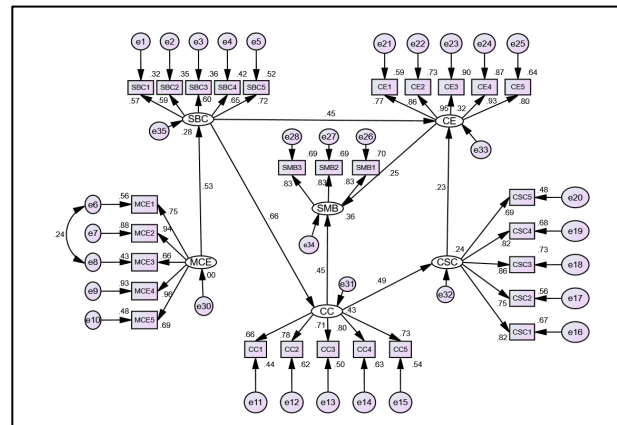 e1 e2 e3 e4 e5
.32 .35 .36 .42 .52
SBC1 SBC2 SBC3 SBC4 SBC5
.57 .59 .60 .65 .72
SBC
e35 .28
e21 e22 e23 e24 e25
.59 .73 .90 .87 .64
CE1 CE2 CE3 CE4 CE5
.77 .86 .95 .32 .93 .80
CE
e33
.45
e28 e27 e26
.69 .69 .70
SMB3 SMB2 SMB1
.83 .83 .83
.25
SMB
.36
e34
.53
.66
.45
.23
e6 .56 MCE1 .75
e7 .88 MCE2 .94
.24
e8 .43 MCE3 .66
MCE
.00
e9 .93 MCE4 .96
e10 .48 MCE5 .69
e30
CSC5 .48 e20
.69
CSC4 .68 e19
.82
.24
CSC
CSC3 .73 e18
.86
e32
CSC2 .56 e17
.75
CSC1 .67 e16
.82
e31
.49
CC .43
.66 .78 .71 .80 .73
CC1 CC2 CC3 CC4 CC5
.44 .62 .50 .63 .54
e11 e12 e13 e14 e15